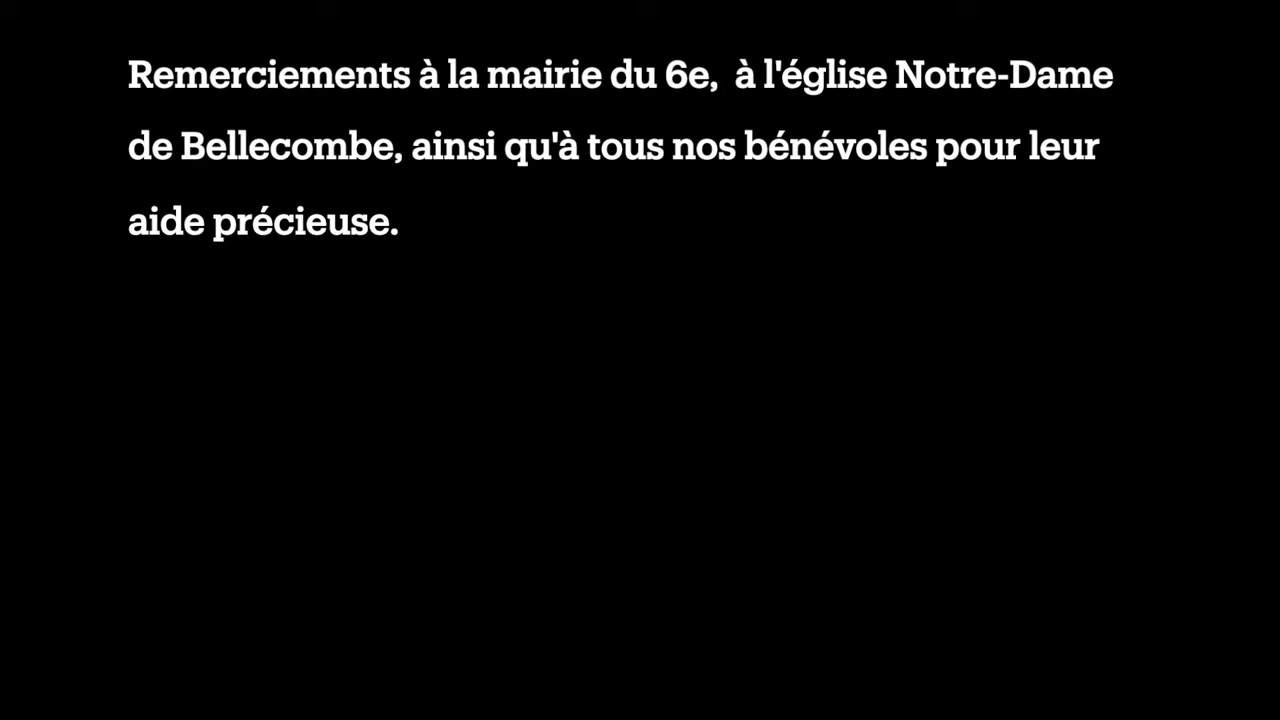 Remerciements à la mairie du 6e,  à l'église Notre-Dame
de Bellecombe, ainsi qu'à tous nos bénévoles pour leur
aide précieuse.